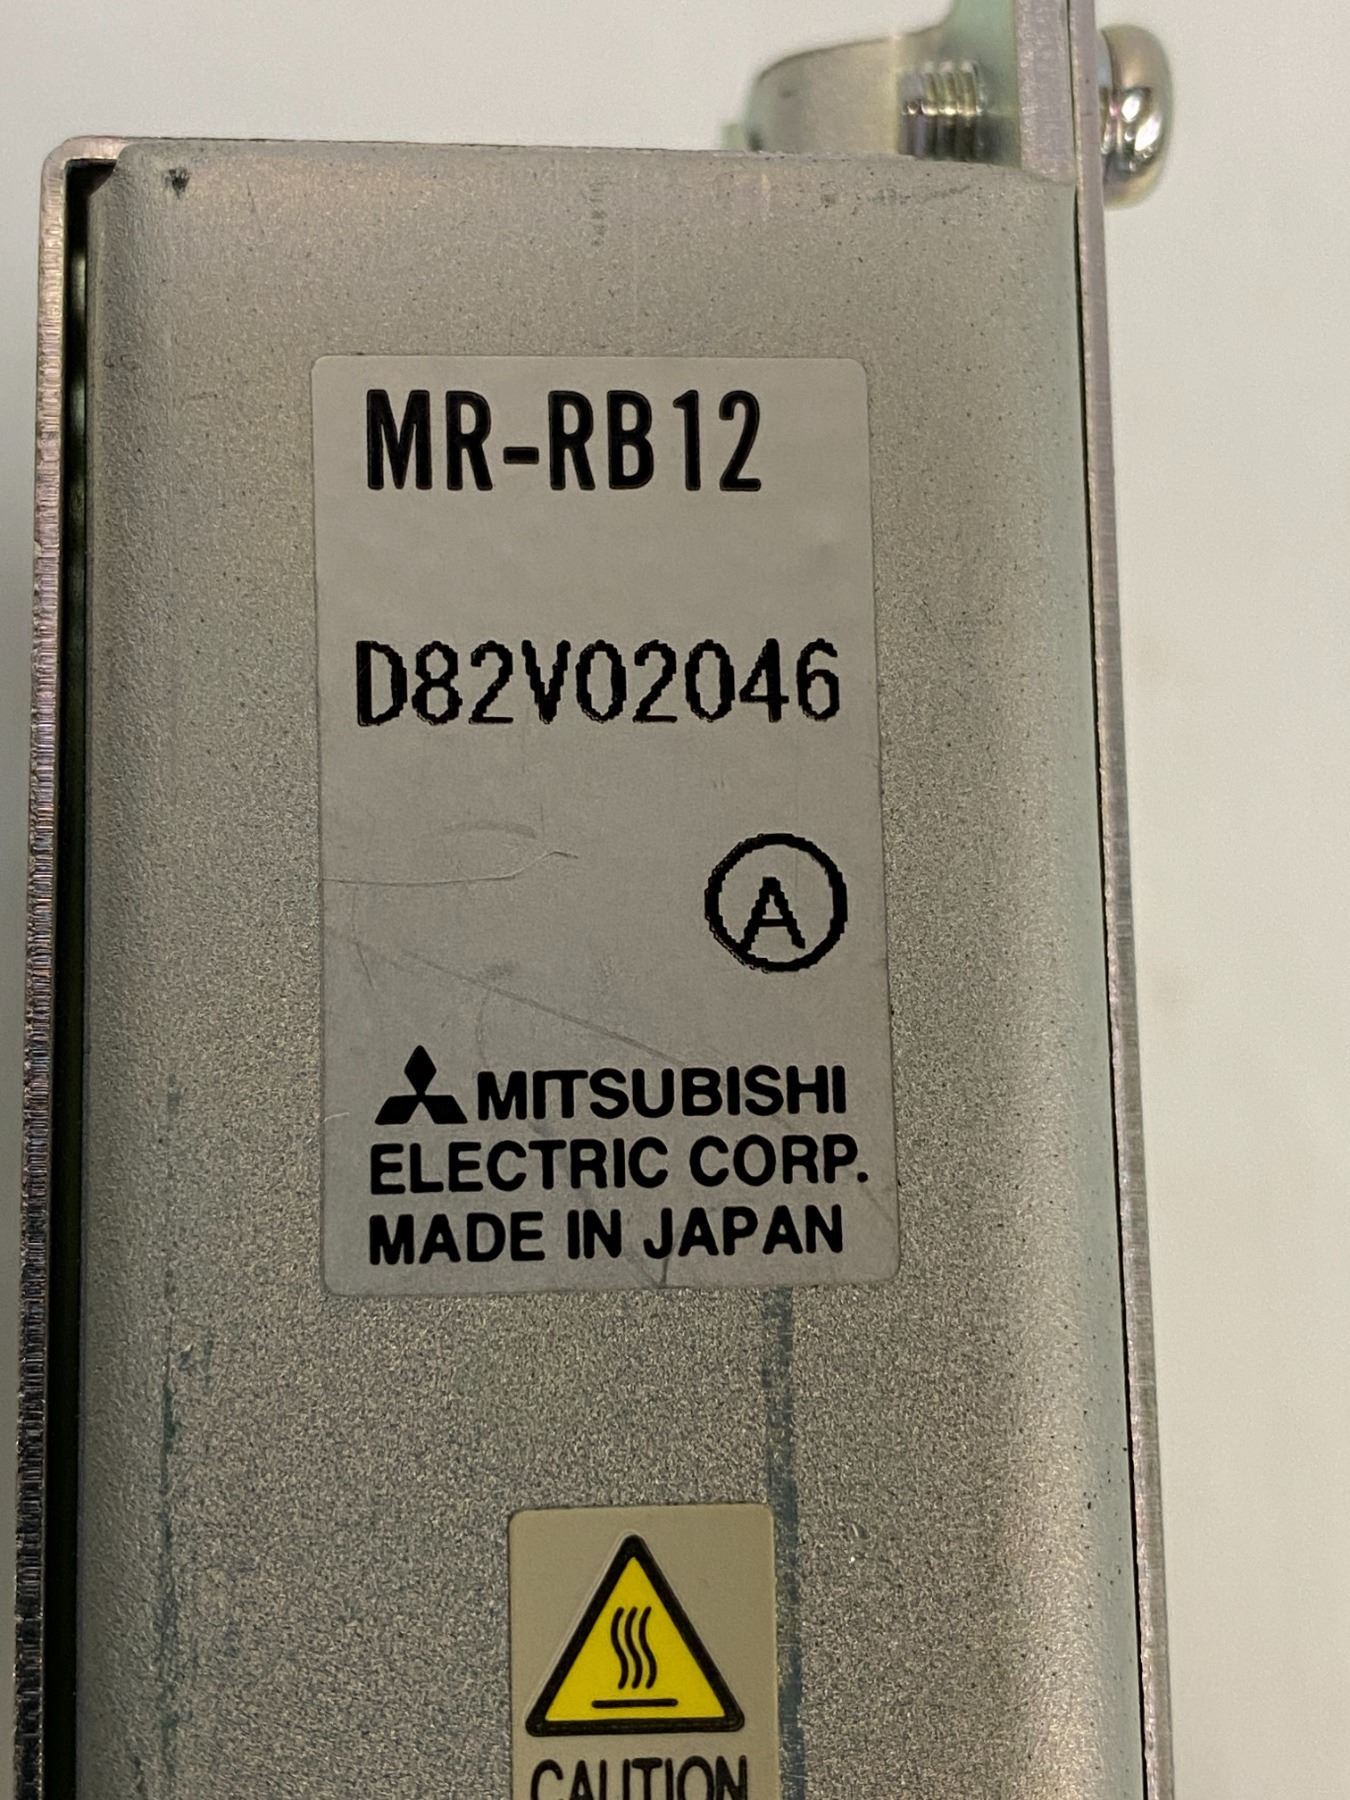 MR-RB12
D82V02046
A
MITSUBISHI
ELECTRIC CORP.
MADE IN JAPAN
CAUTION